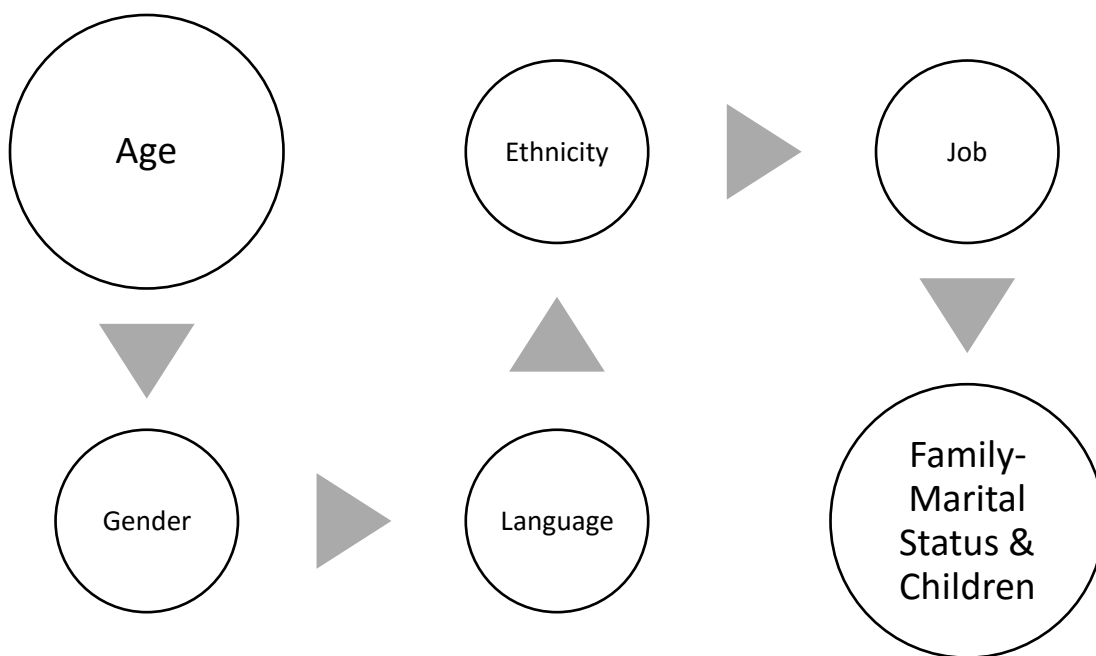 Age
Gender
Language
Ethnicity
Job
Family-
Marital
Status &
Children